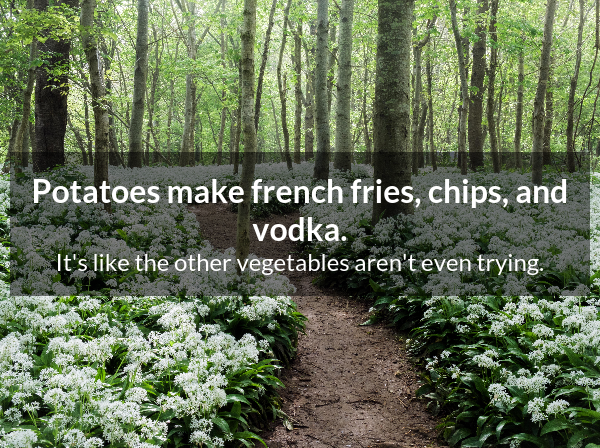 Potatoes make french fries, chips, and
vodka.
It's like the other vegetables aren't even trying.